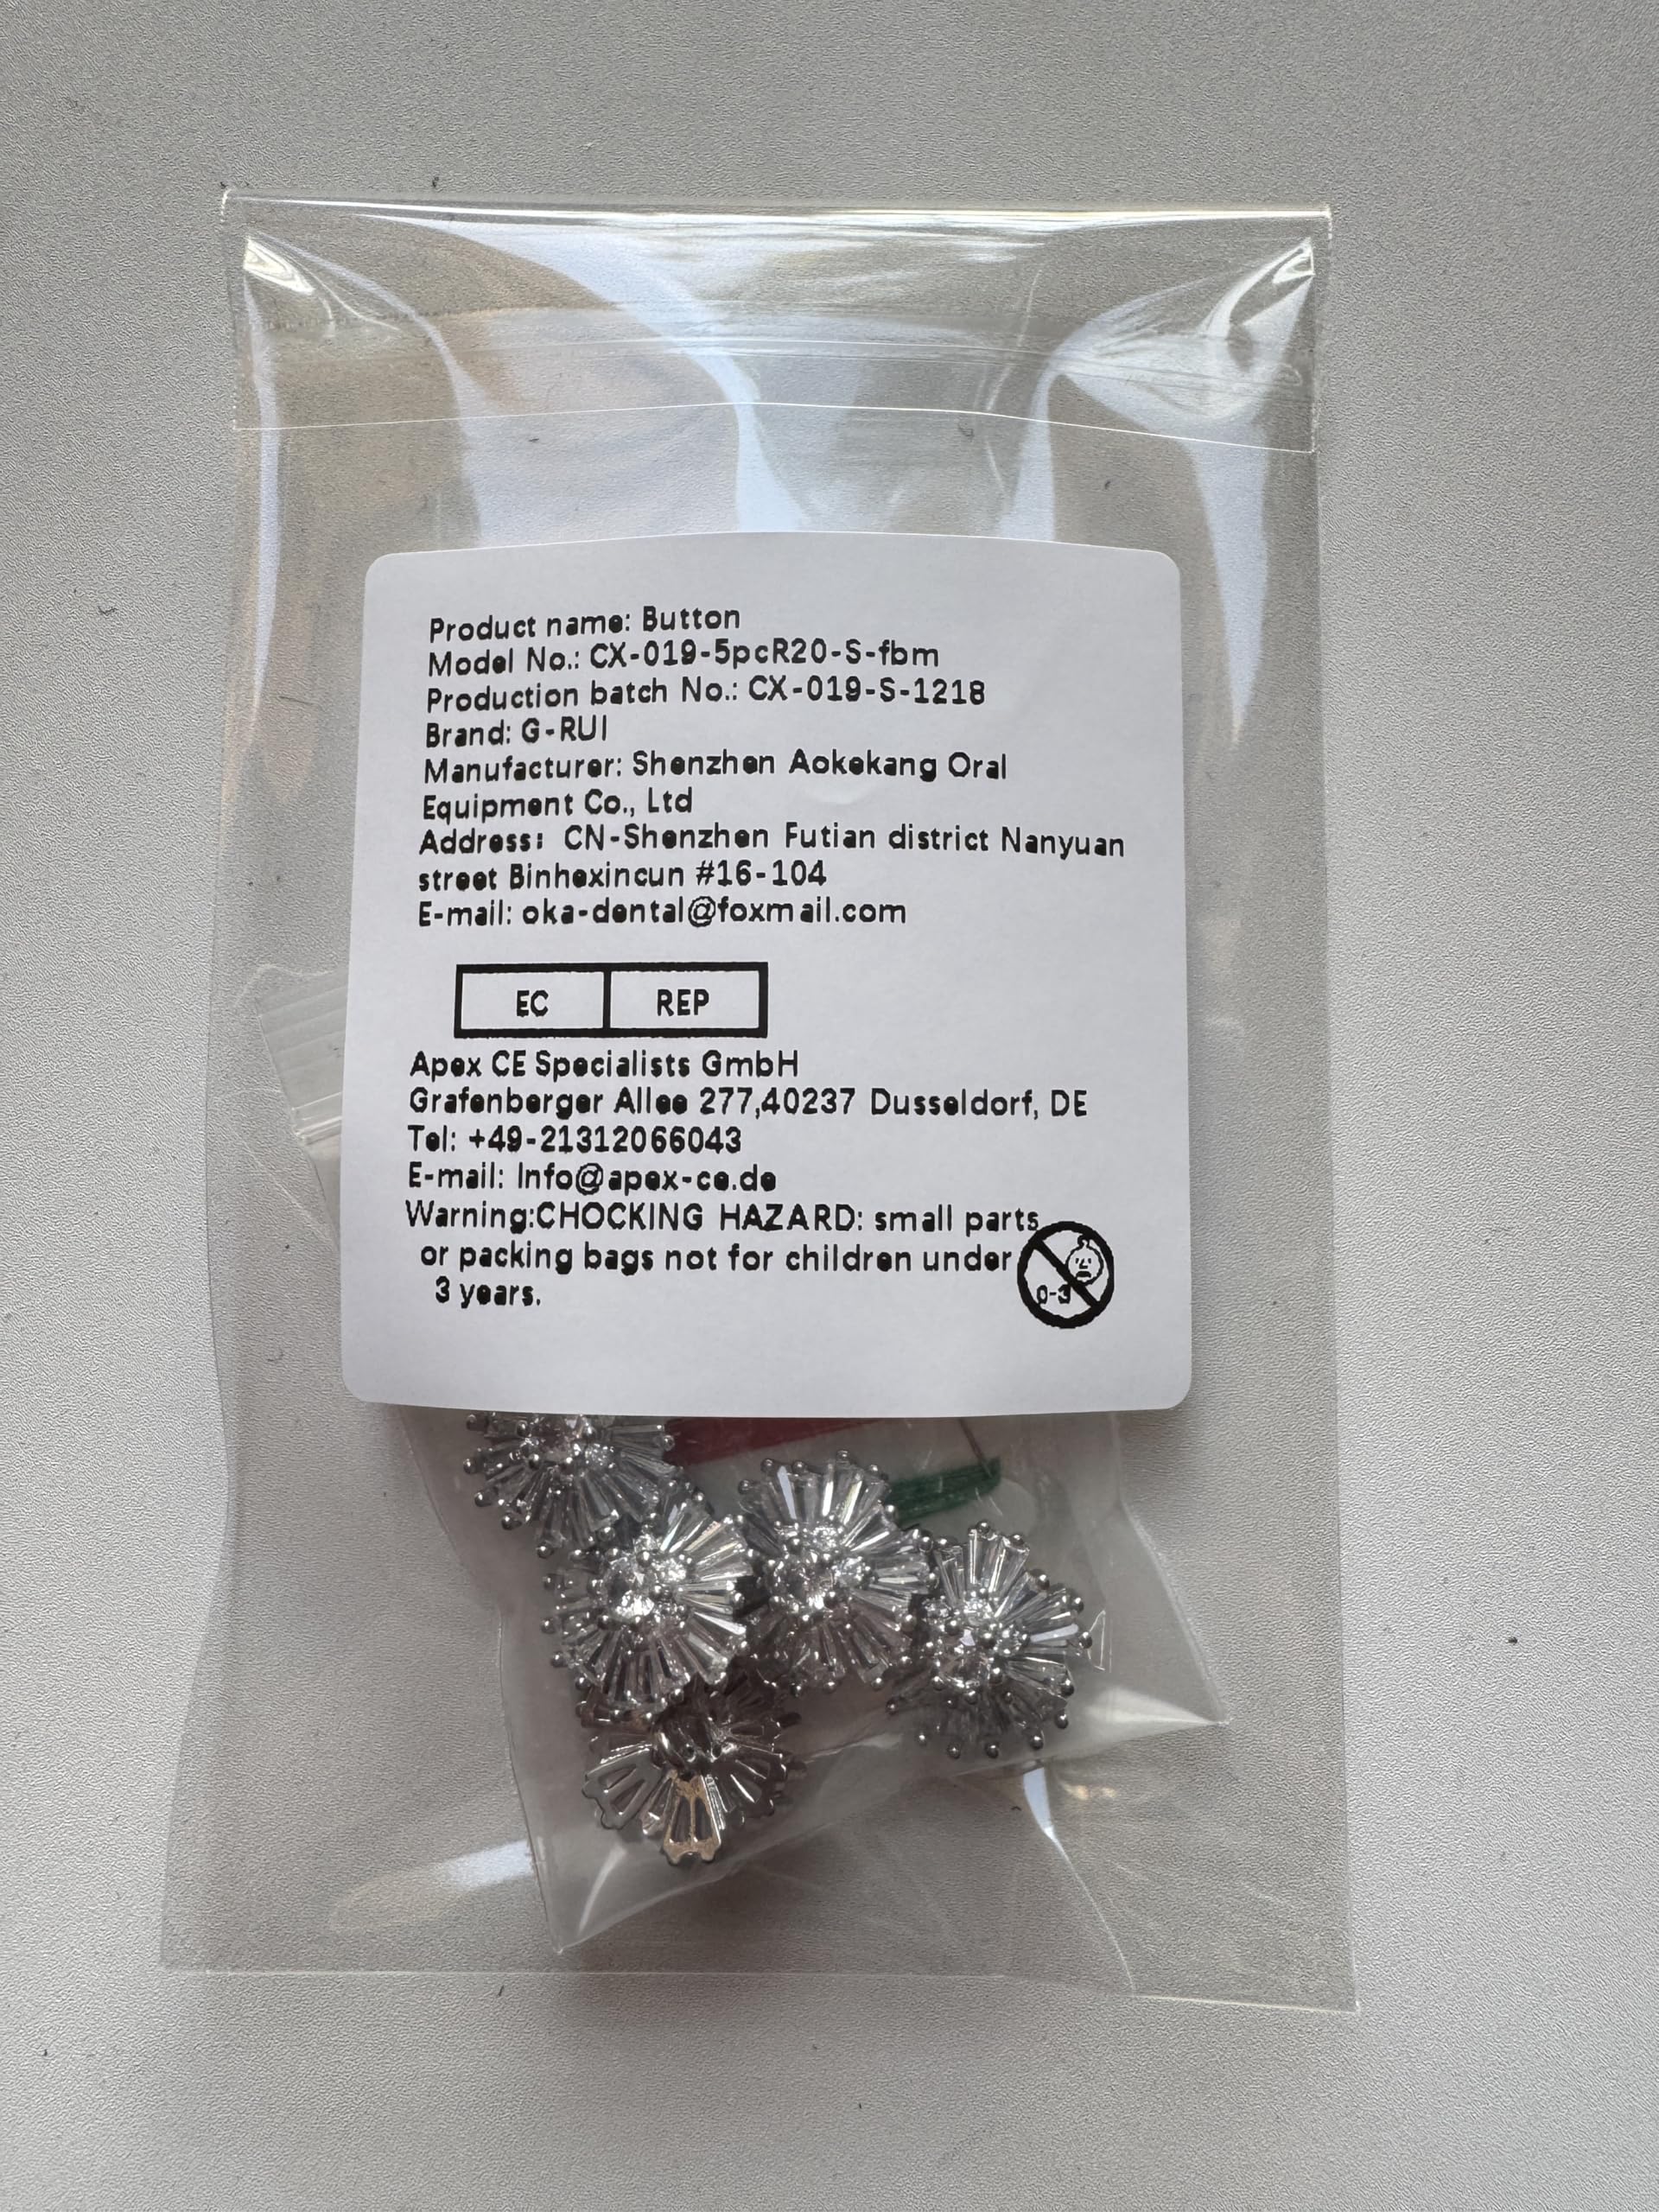 Product name: Button
Model No.: CX-019-5pcR20-S-fbm
Production batch No.: CX-019-S-1218
Brand: G-RUI
Manufacturer: Shenzhen Aokekang Oral
Equipment Co., Ltd
Address: CN-Shenzhen Futian district Nanyuan
street Binhexincun #16-104
E-mail: oka-dental@foxmail.com
EC REP
Apex CE Specialists GmbH
Grafenberger Allee 277,40237 Dusseldorf, DE
Tel: +49-21312066043
E-mail: Info@apex-ce.de
Warning:CHOCKING HAZARD: small parts
or packing bags not for children under
3 years.
0-3